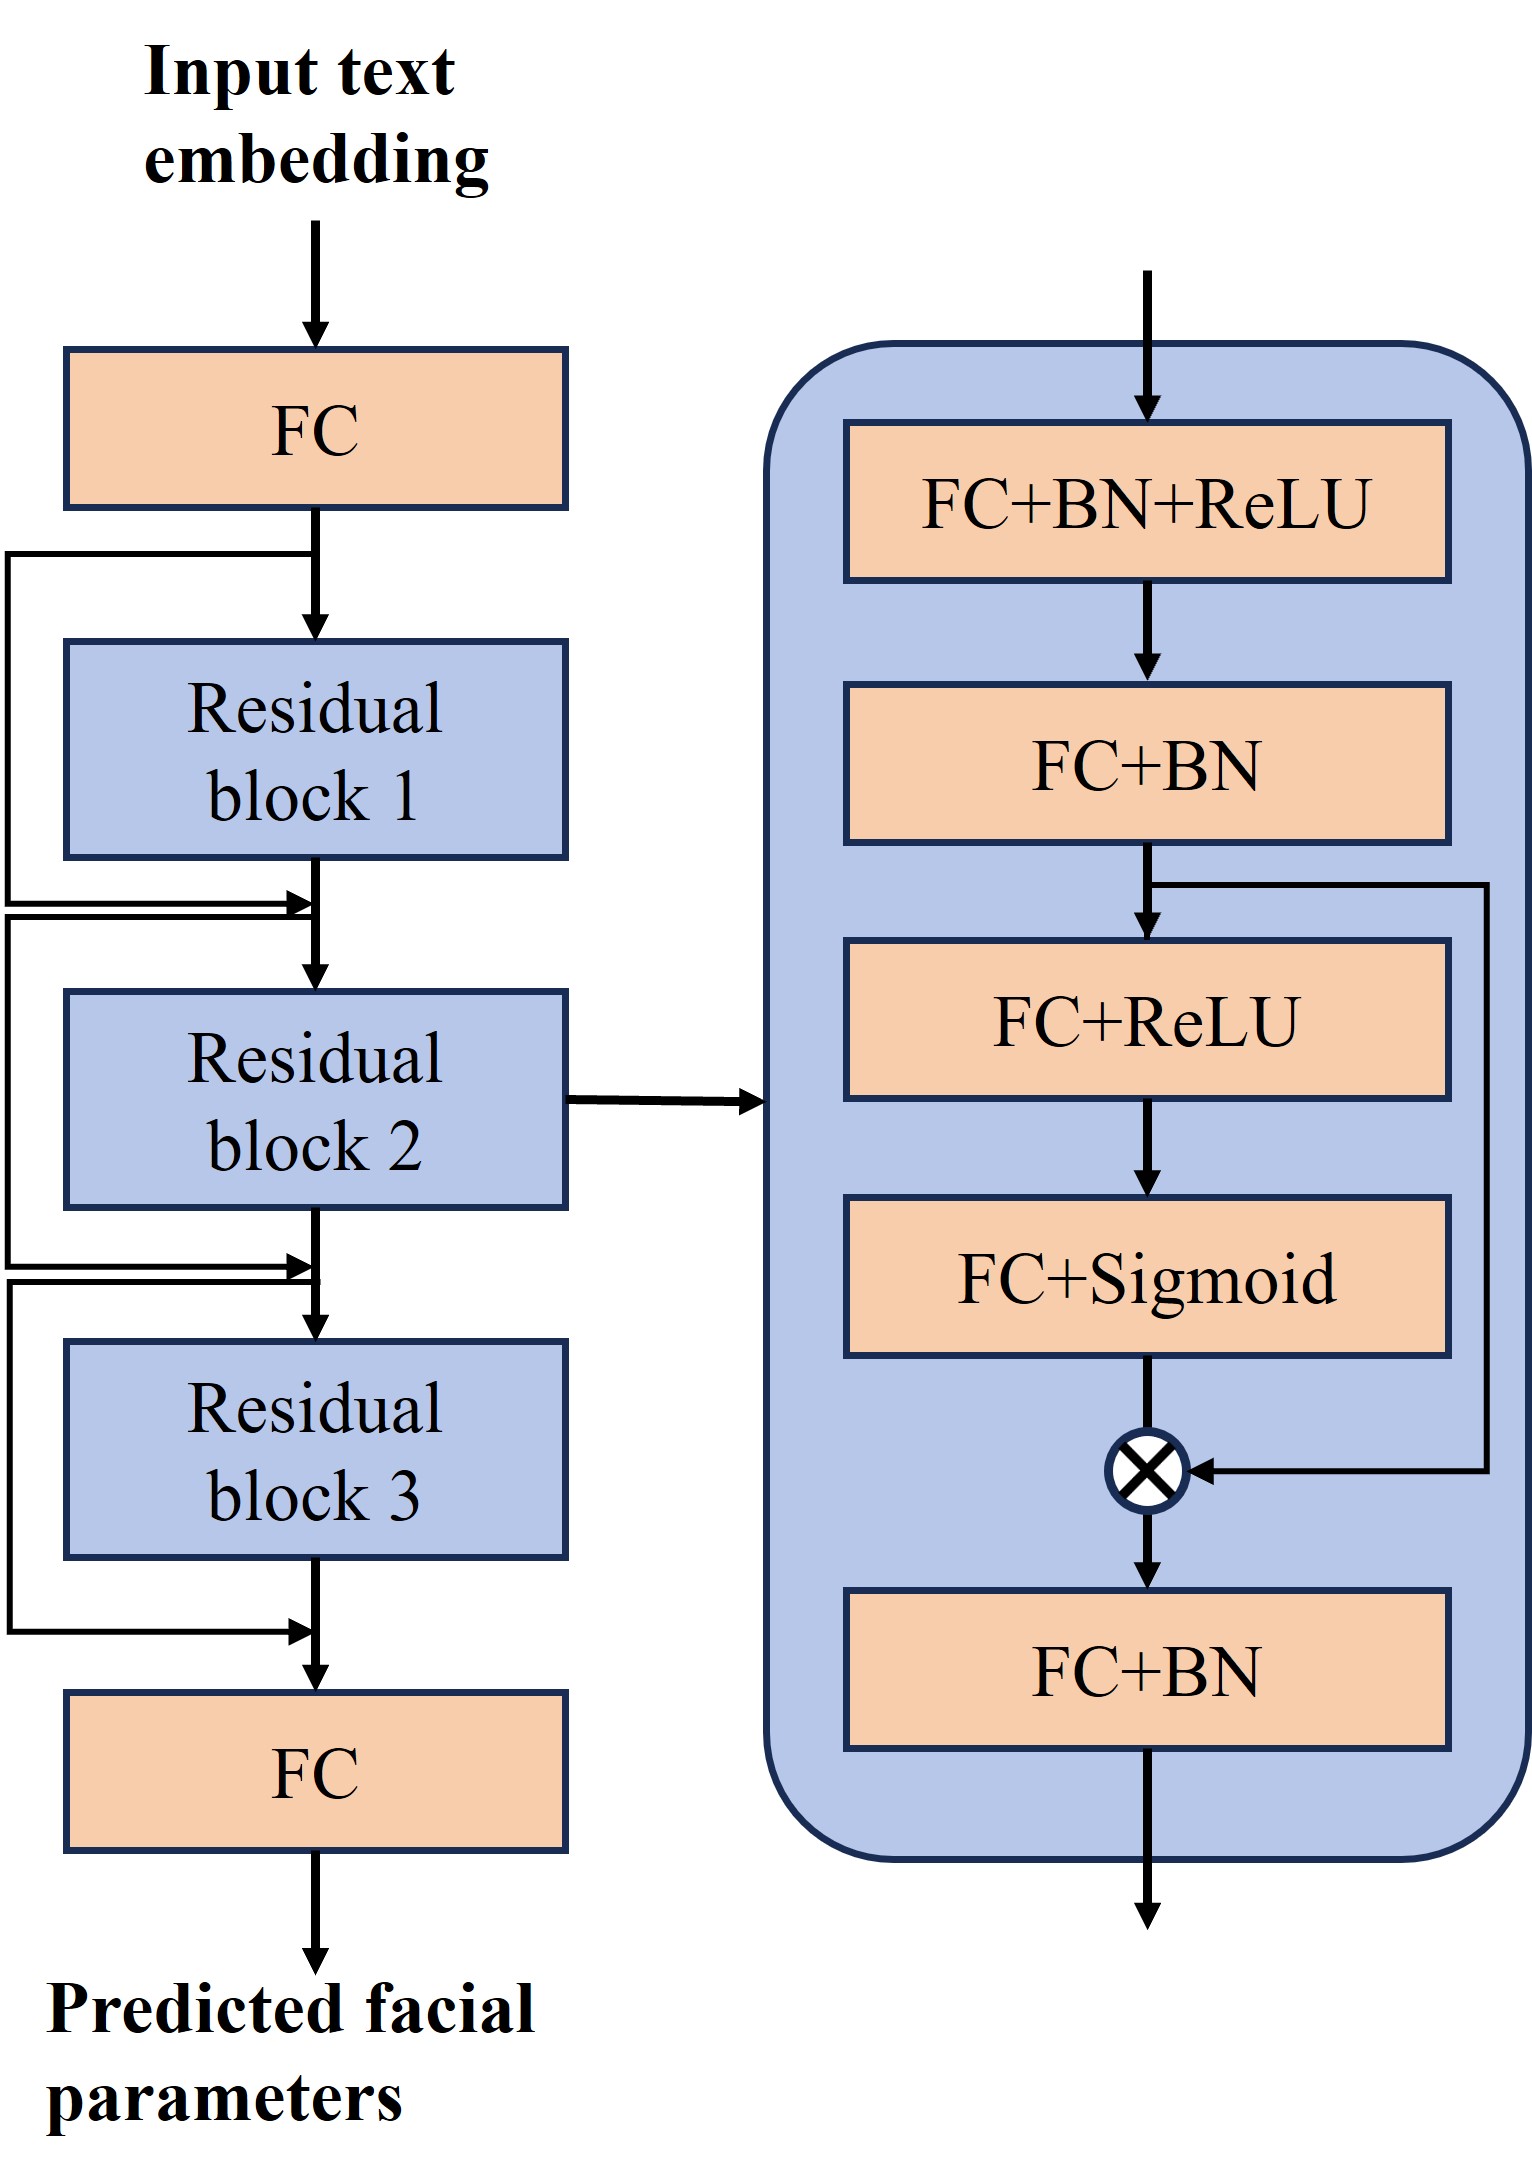 Input text
embedding
FC
Residual
block 1
Residual
block 2
Residual
block 3
FC
Predicted facial
parameters
FC+BN+ReLU
FC+BN
FC+ReLU
FC+Sigmoid
FC+BN